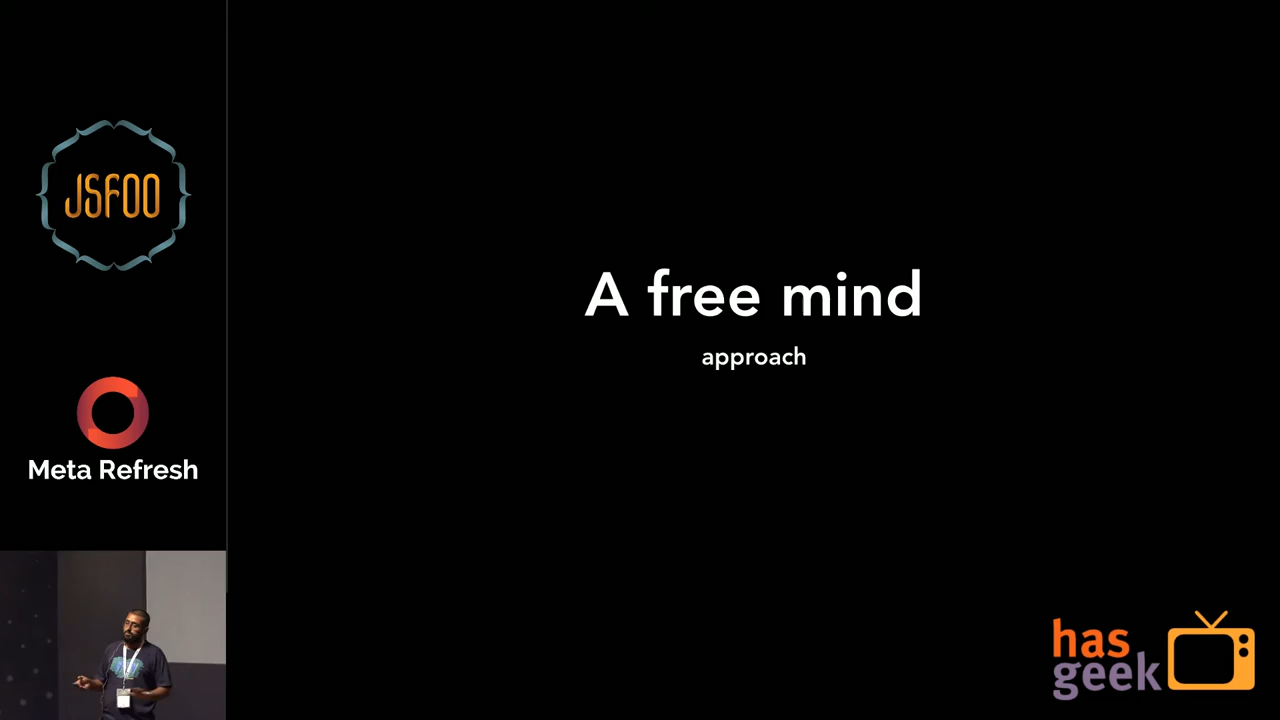 JSFOO
Meta Refresh
A free mind
approach
has
geek